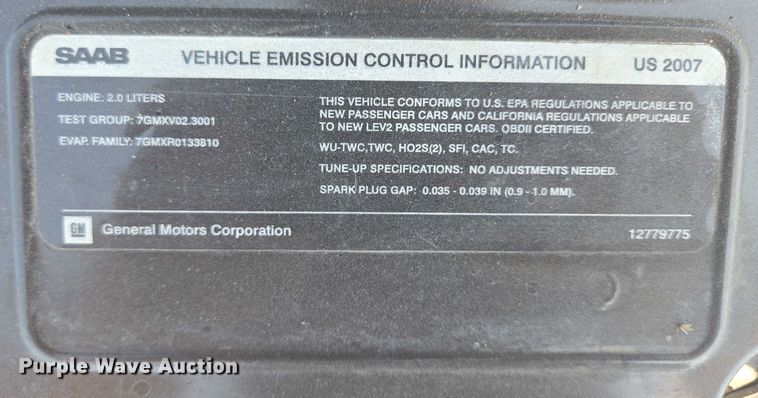 SAAB VEHICLE EMISSION CONTROL INFORMATION US 2007
ENGINE: 2.0 LITERS
TEST GROUP: 7GMXV02.3001
EVAP. FAMILY: 7GMXR0133810
THIS VEHICLE CONFORMS TO U.S. EPA REGULATIONS APPLICABLE TO
NEW PASSENGER CARS AND CALIFORNIA REGULATIONS APPLICABLE
TO NEW LEV2 PASSENGER CARS. OBDII CERTIFIED.
WU-TWC,TWC, HO2S(2), SFI, CAC, TC.
TUNE-UP SPECIFICATIONS: NO ADJUSTMENTS NEEDED.
SPARK PLUG GAP: 0.035 - 0.039 IN (0.9 - 1.0 MM).
GM General Motors Corporation 12779775
Purple Wave Auction